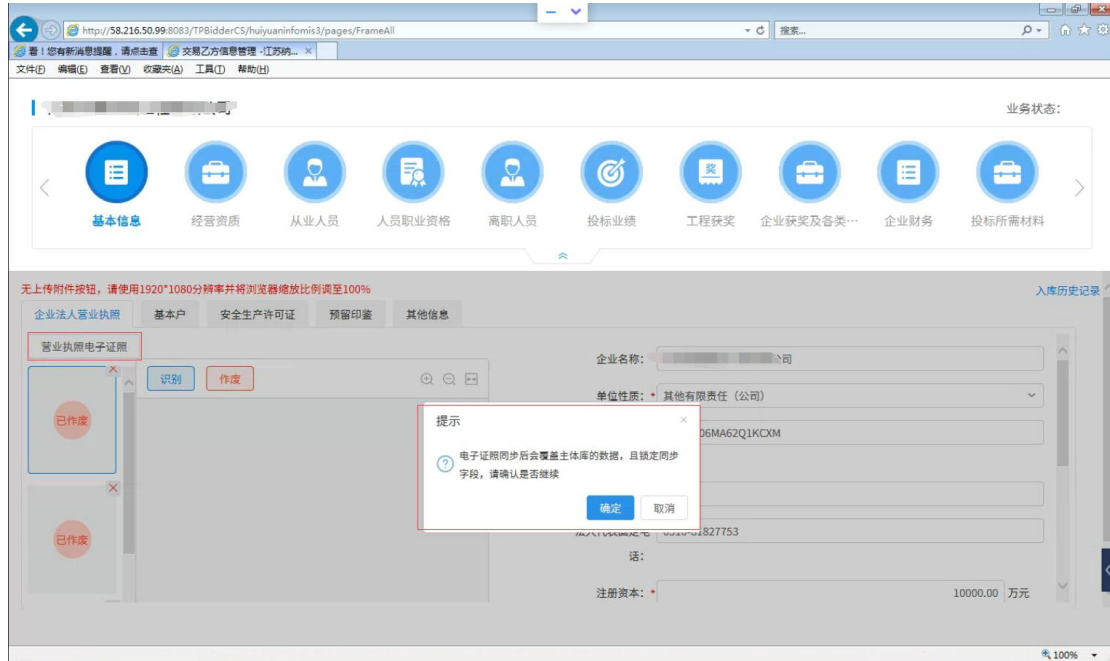 http://58.216.50.99:8083/TPBidderCS/huiyuaninfomis3/pages/FrameAll
搜索...
看！您有新消息提醒，请点击查
交易乙方信息管理 -江苏纳...
文件(F) 编辑(E) 查看(V) 收藏夹(A) 工具(T) 帮助(H)
公司
业务状态：
基本信息
经营资质
从业人员
人员职业资格
离职人员
投标业绩
工程获奖
企业获奖及各类…
企业财务
投标所需材料
无上传附件按钮，请使用1920*1080分辨率并将浏览器缩放比例调至100%
入库历史记录
企业法人营业执照
基本户
安全生产许可证
预留印鉴
其他信息
营业执照电子证照
已作废
已作废
识别
作废
企业名称：
公司
单位性质：* 其他有限责任（公司）
06MA62Q1KCXM
提示
电子证照同步后会覆盖主体库的数据，且锁定同步
字段，请确认是否继续
确定
取消
话：
注册资本：* 10000.00 万元
100%